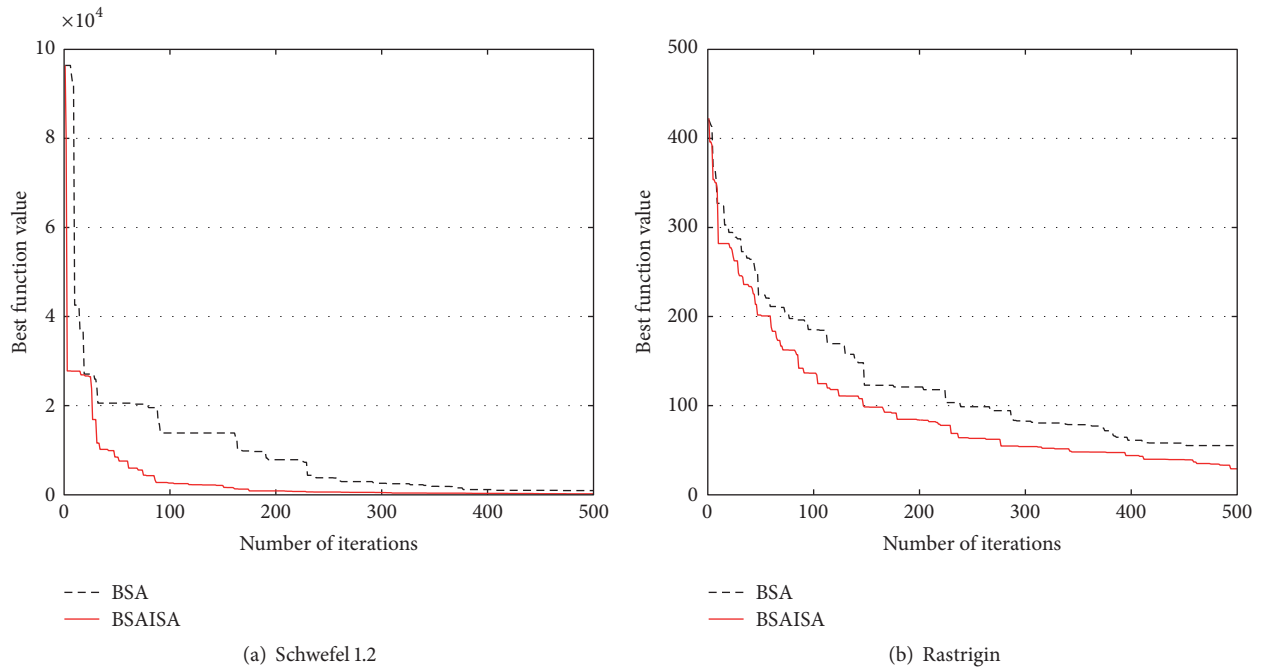 ×10⁴
10
8
6
4
2
0
Best function value
0 100 200 300 400 500
Number of iterations
BSA
BSAISA
(a) Schwefel 1.2
500
400
300
200
100
0
Best function value
0 100 200 300 400 500
Number of iterations
BSA
BSAISA
(b) Rastrigin